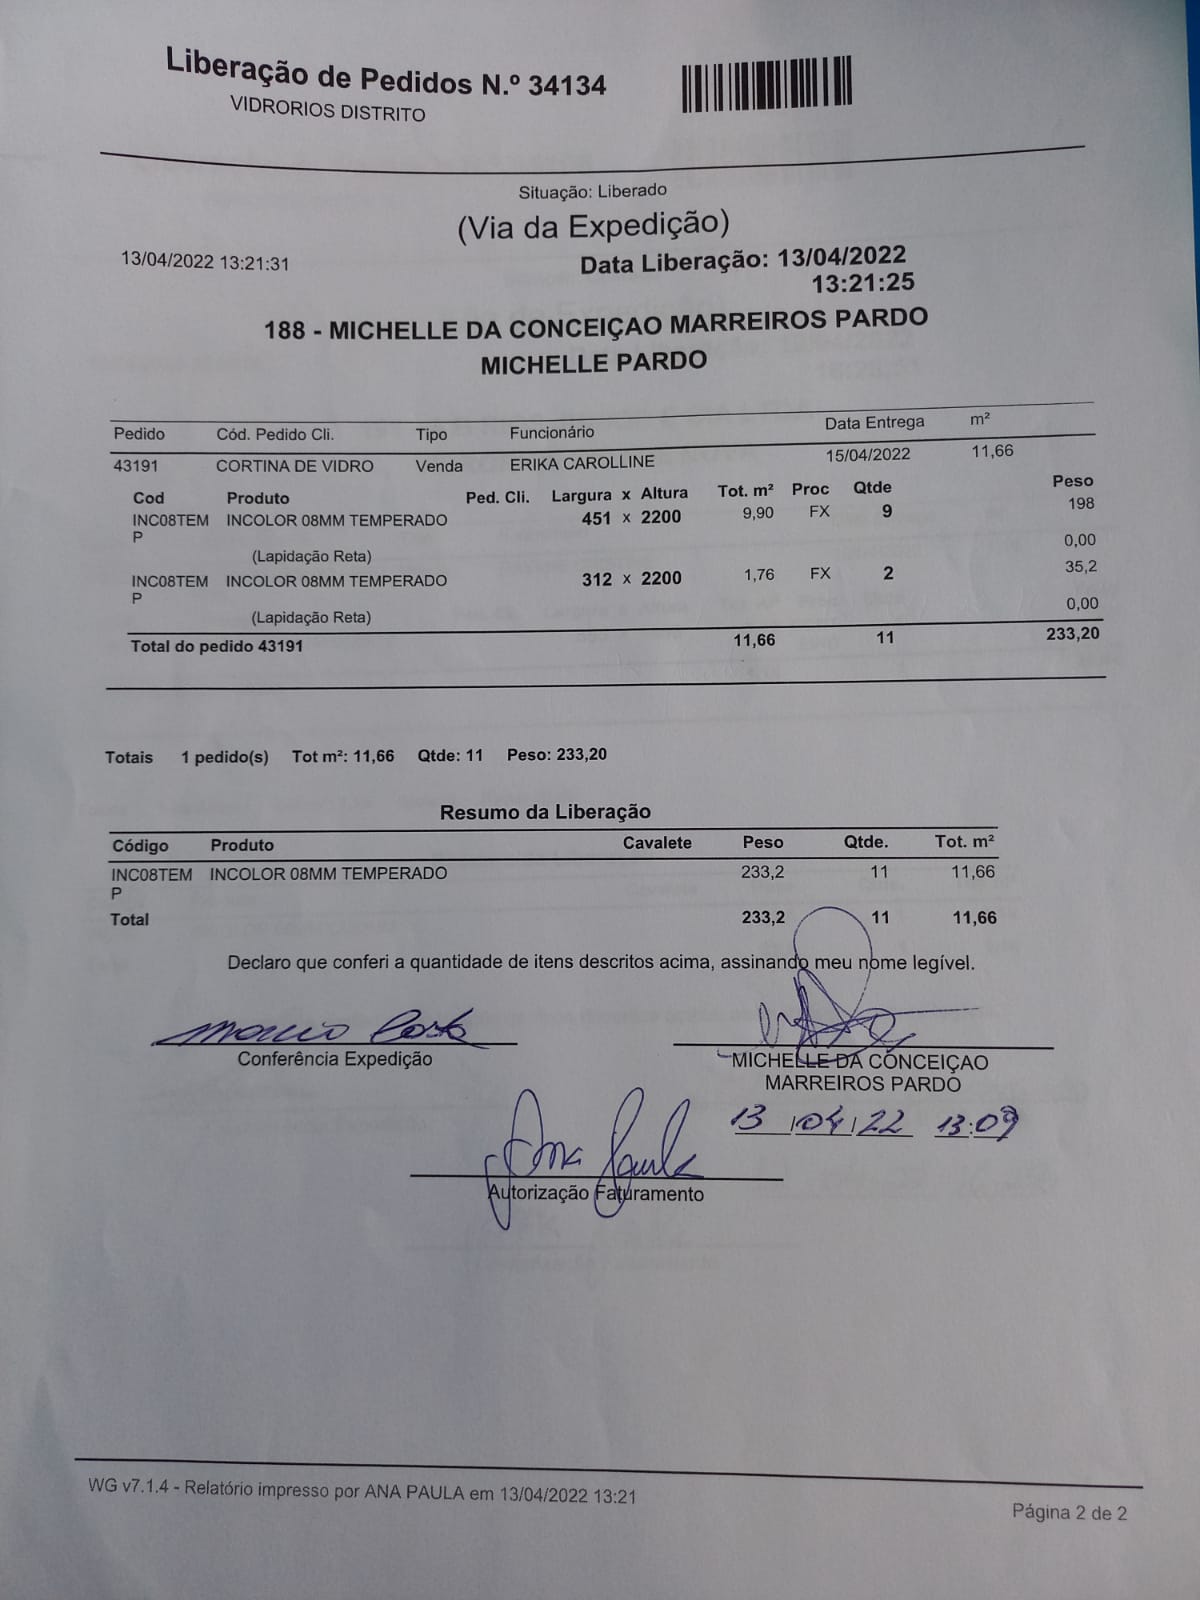 Liberação de Pedidos N.º 34134
VIDRORIOS DISTRITO
Situação: Liberado
(Via da Expedição)
13/04/2022 13:21:31
Data Liberação: 13/04/2022
13:21:25
188 - MICHELLE DA CONCEIÇAO MARREIROS PARDO
MICHELLE PARDO
Pedido Cód. Pedido Cli. Tipo Funcionário Data Entrega m²
43191 CORTINA DE VIDRO Venda ERIKA CAROLLINE 15/04/2022 11,66
Cod Produto Ped. Cli. Largura x Altura Tot. m² Proc Qtde Peso
INC08TEM INCOLOR 08MM TEMPERADO 451 x 2200 9,90 FX 9 198
P
(Lapidação Reta) 0,00
INC08TEM INCOLOR 08MM TEMPERADO 312 x 2200 1,76 FX 2 35,2
P
(Lapidação Reta) 0,00
Total do pedido 43191 11,66 11 233,20
Totais 1 pedido(s) Tot m²: 11,66 Qtde: 11 Peso: 233,20
Resumo da Liberação
Código Produto Cavalete Peso Qtde. Tot. m²
INC08TEM INCOLOR 08MM TEMPERADO 233,2 11 11,66
P
Total 233,2 11 11,66
Declaro que conferi a quantidade de itens descritos acima, assinando meu nome legível.
Marcio Costa
Conferência Expedição
MICHELLE DA CONCEIÇAO
MARREIROS PARDO
13/04/22 13:09
Ana Paula
Autorização Faturamento
WG v7.1.4 - Relatório impresso por ANA PAULA em 13/04/2022 13:21
Página 2 de 2